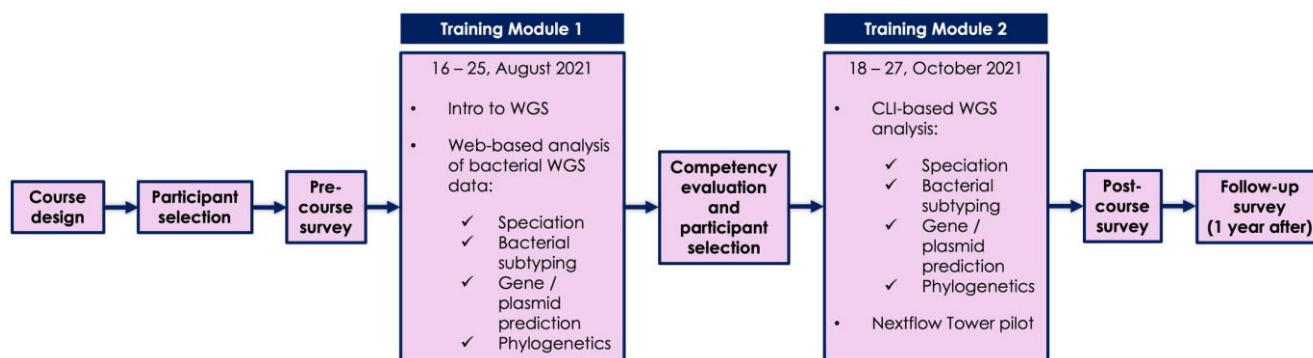 Course
design
Participant
selection
Pre-
course
survey
Training Module 1
16 – 25, August 2021
• Intro to WGS
• Web-based analysis
of bacterial WGS
data:
✓ Speciation
✓ Bacterial
subtyping
✓ Gene /
plasmid
prediction
✓ Phylogenetics
Competency
evaluation
and
participant
selection
Training Module 2
18 – 27, October 2021
• CLI-based WGS
analysis:
✓ Speciation
✓ Bacterial
subtyping
✓ Gene /
plasmid
prediction
✓ Phylogenetics
• Nextflow Tower pilot
Post-
course
survey
Follow-up
survey
(1 year after)